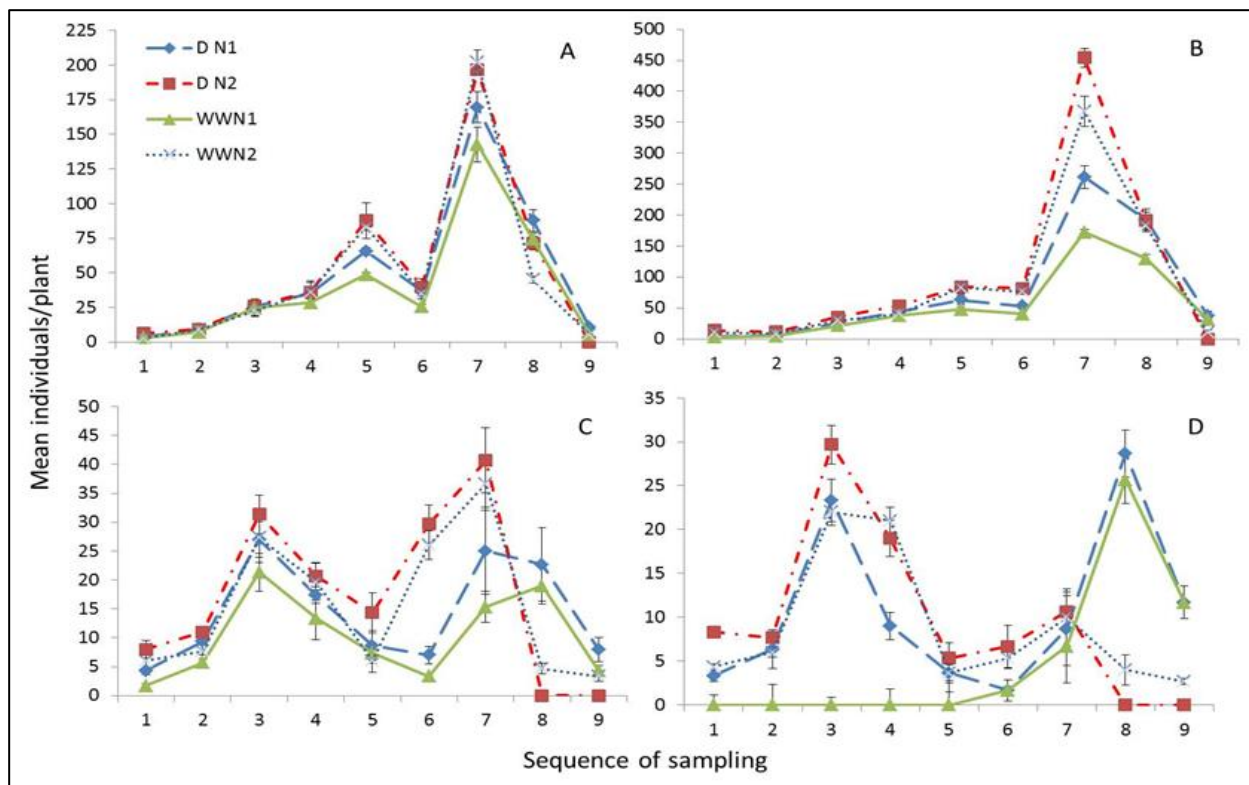 Mean individuals/plant
A
D N1
D N2
WWN1
WWN2
225
200
175
150
125
100
75
50
25
0
1 2 3 4 5 6 7 8 9
B
500
450
400
350
300
250
200
150
100
50
0
1 2 3 4 5 6 7 8 9
C
50
45
40
35
30
25
20
15
10
5
0
1 2 3 4 5 6 7 8 9
D
35
30
25
20
15
10
5
0
1 2 3 4 5 6 7 8 9
Sequence of sampling